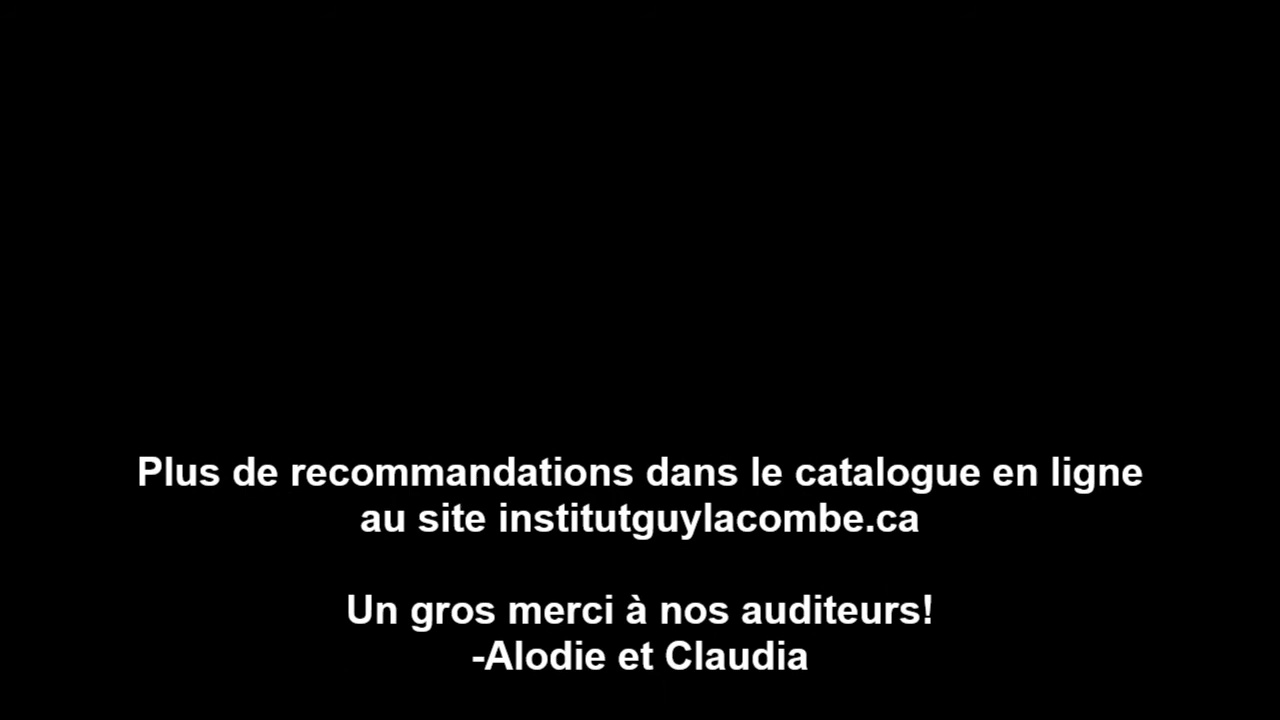 Plus de recommandations dans le catalogue en ligne
au site institutguylacombe.ca
Un gros merci à nos auditeurs!
-Alodie et Claudia